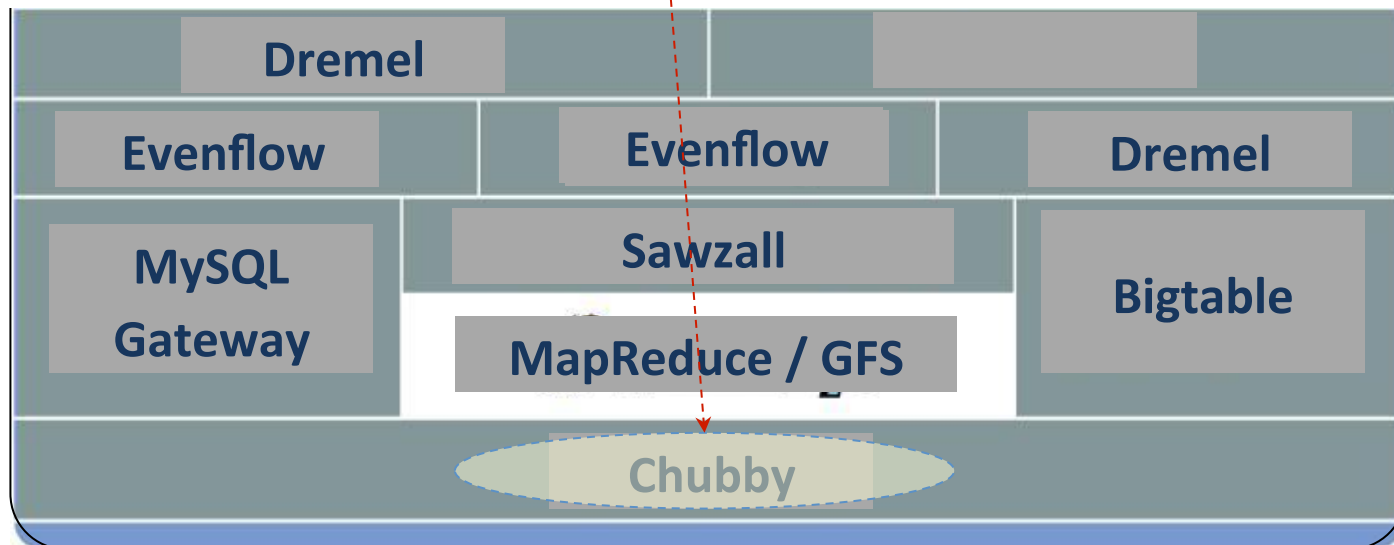 Dremel
Evenflow
Evenflow
Dremel
MySQL
Gateway
Sawzall
MapReduce / GFS
Bigtable
Chubby